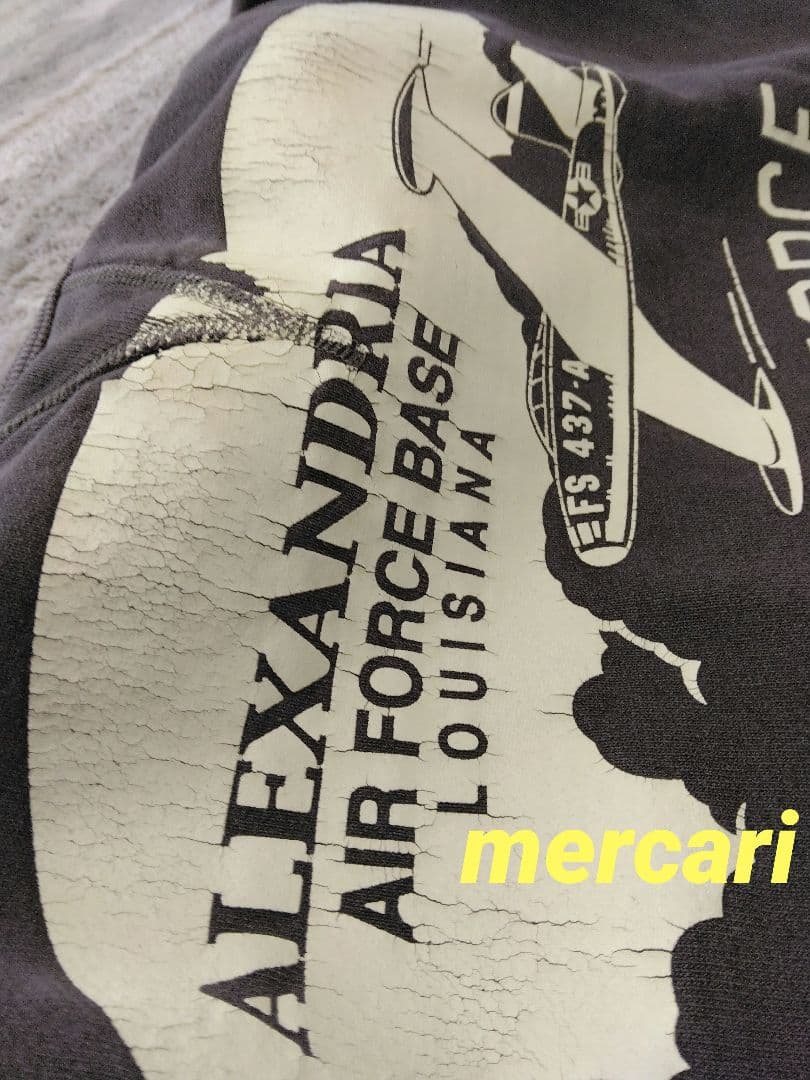 ALEXANDRIA
AIR FORCE BASE
LOUISIANA
FS 437-A
mercari